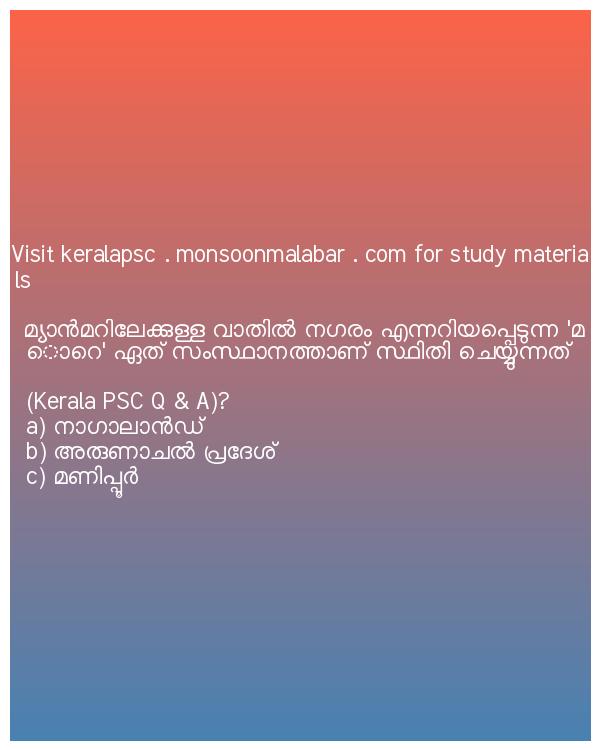 Visit keralapsc . monsoonmalabar . com for study materia
ls
മ്യാൻമറിലേക്കുള്ള വാതിൽ നഗരം എന്നറിയപ്പെടുന്ന 'മ
ൊറെ' ഏത് സംസ്ഥാനത്താണ് സ്ഥിതി ചെയ്യുന്നത്
(Kerala PSC Q & A)?
a) നാഗാലാൻഡ്
b) അരുണാചൽ പ്രദേശ്
c) മണിപ്പൂർ